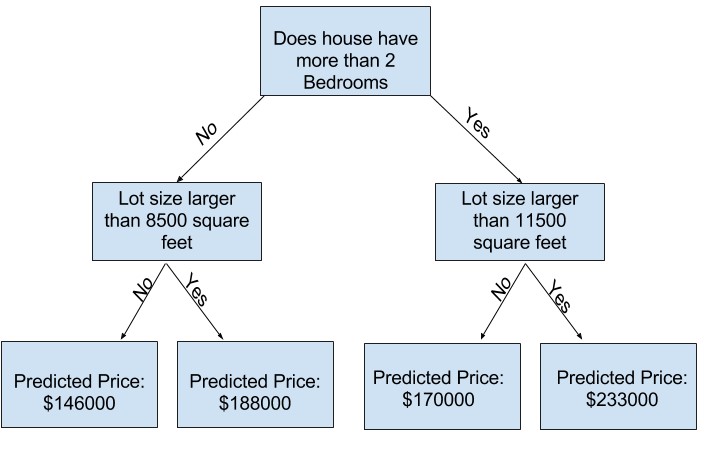 Does house have
more than 2
Bedrooms
No
Yes
Lot size larger
than 8500 square
feet
Lot size larger
than 11500
square feet
No
Yes
No
Yes
Predicted Price:
$146000
Predicted Price:
$188000
Predicted Price:
$170000
Predicted Price:
$233000